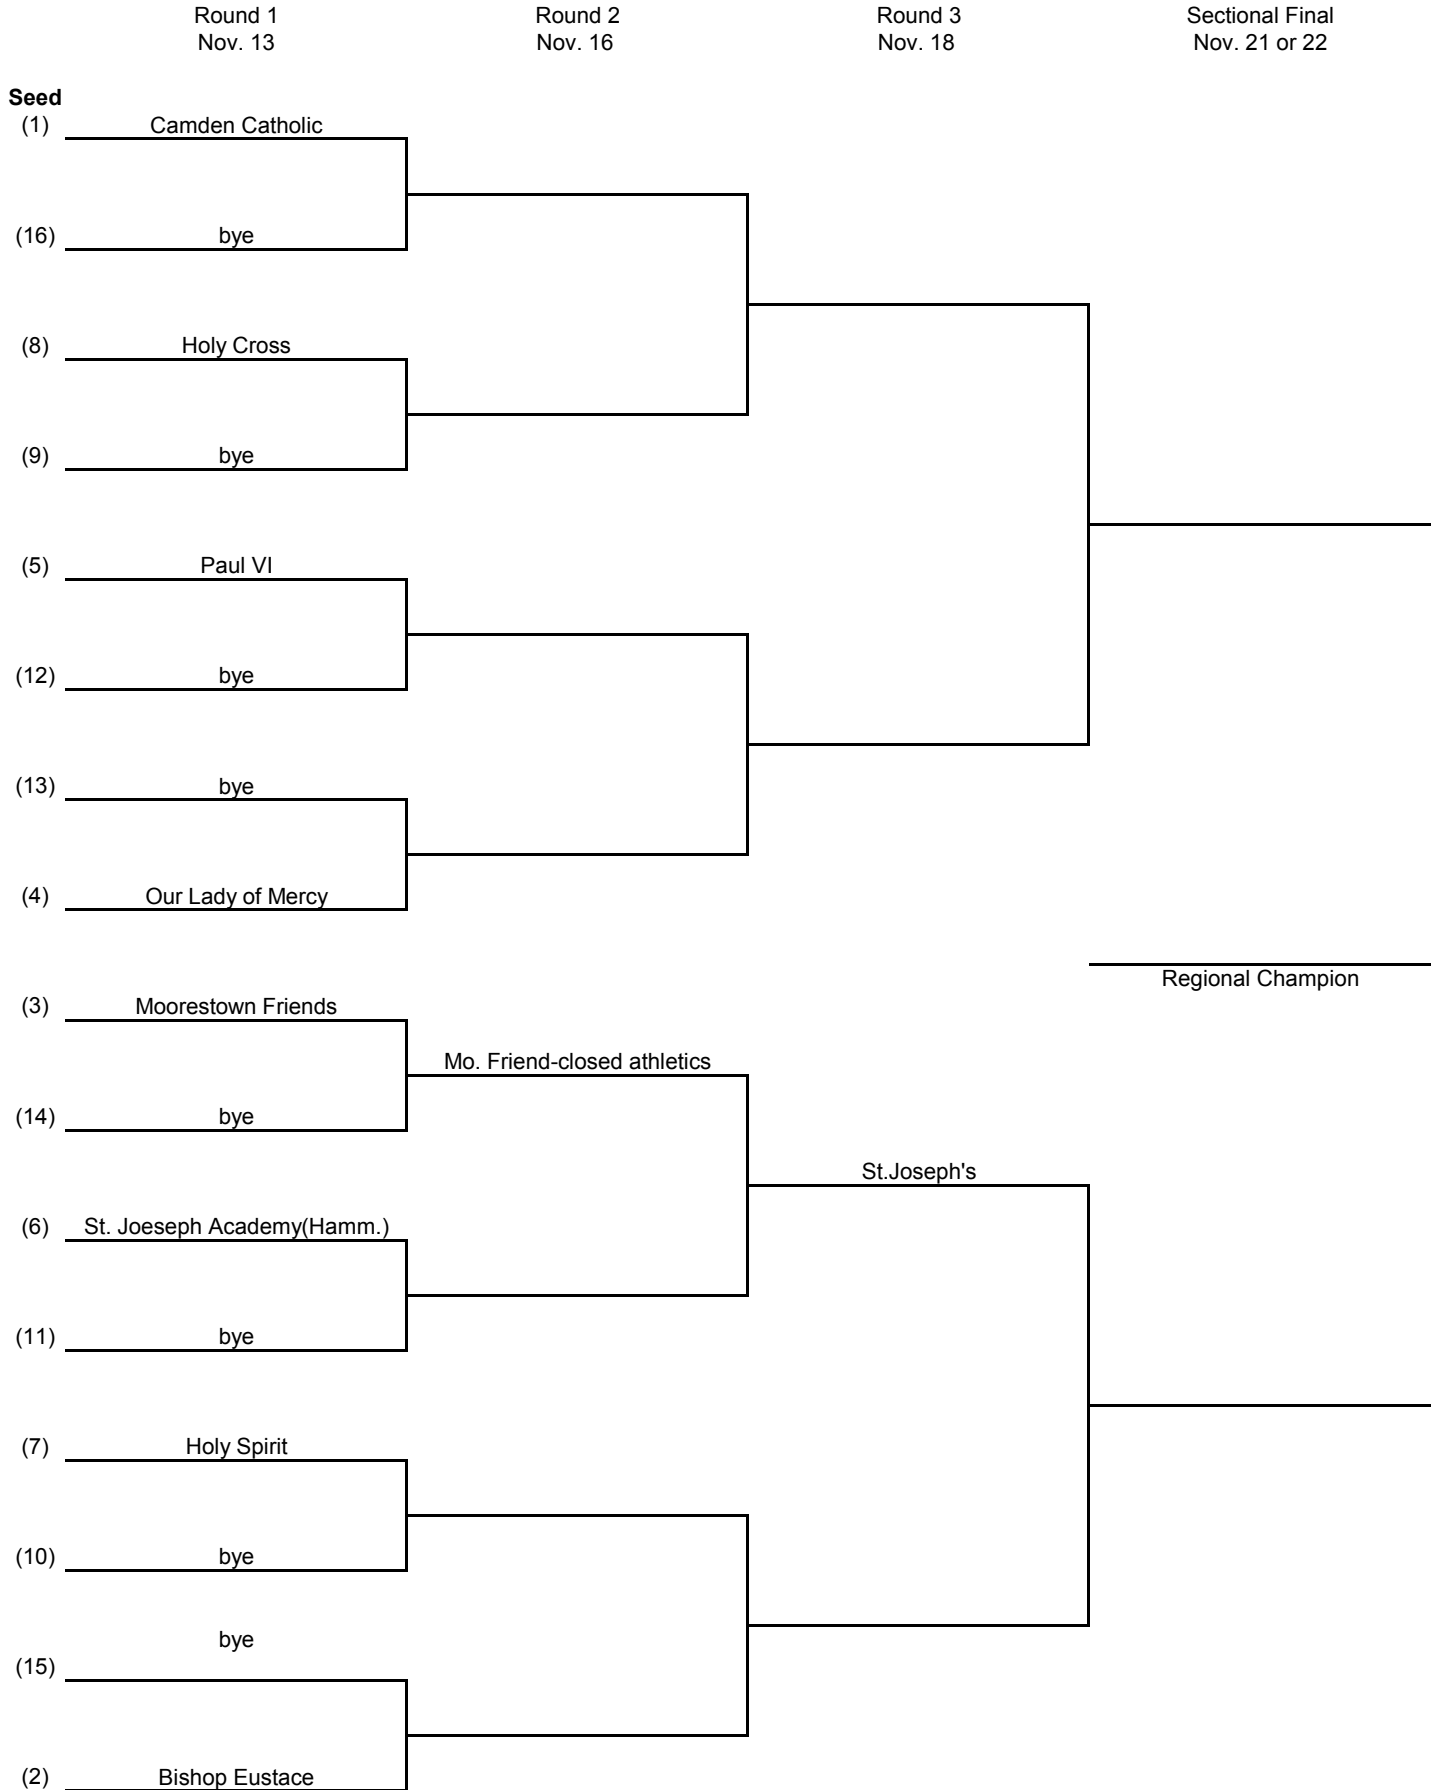 Round 1
Nov. 13
Round 2
Nov. 16
Round 3
Nov. 18
Sectional Final
Nov. 21 or 22
Seed
(1) Camden Catholic
(16) bye
(8) Holy Cross
(9) bye
(5) Paul VI
(12) bye
(13) bye
(4) Our Lady of Mercy
Regional Champion
(3) Moorestown Friends
Mo. Friend-closed athletics
(14) bye
St.Joseph's
(6) St. Joeseph Academy(Hamm.)
(11) bye
(7) Holy Spirit
(10) bye
bye
(15)
(2) Bishop Eustace